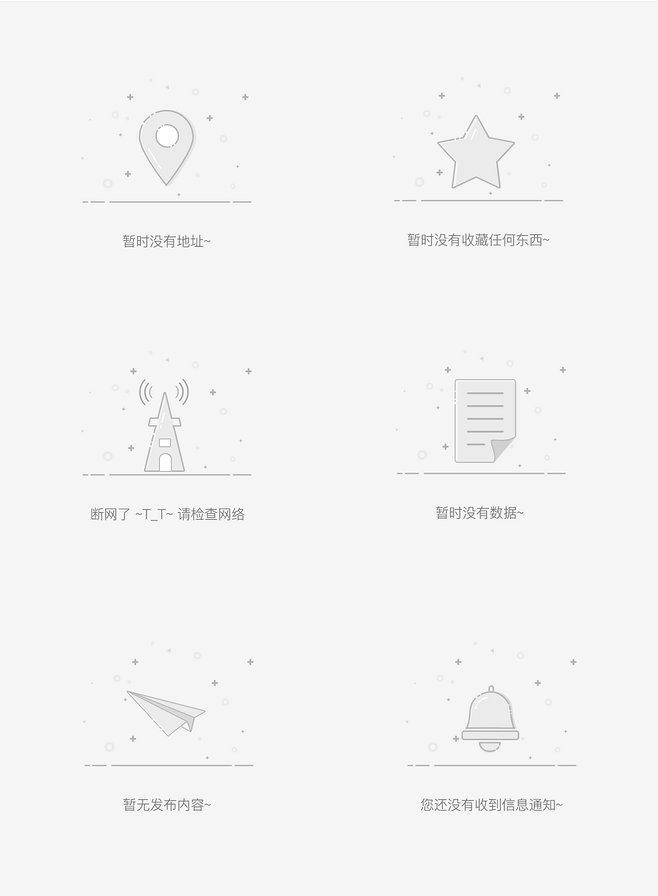 暂时没有地址~
暂时没有收藏任何东西~
断网了 ~T_T~ 请检查网络
暂时没有数据~
暂无发布内容~
您还没有收到信息通知~